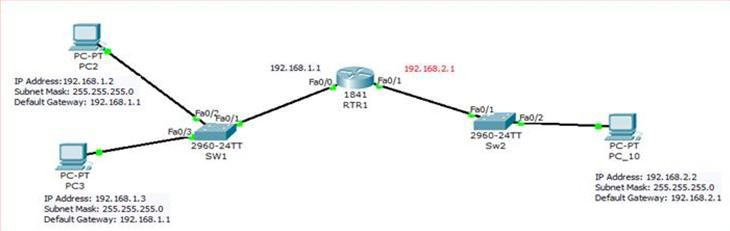 PC-PT
PC2
IP Address:192.168.1.2
Subnet Mask: 255.255.255.0
Default Gateway: 192.168.1.1
Fa0/2
Fa0/1
Fa0/3
2960-24TT
SW1
PC-PT
PC3
IP Address: 192.168.1.3
Subnet Mask: 255.255.255.0
Default Gateway: 192.168.1.1
192.168.1.1
192.168.2.1
Fa0/0
Fa0/1
1841
RTR1
Fa0/1
Fa0/2
2960-24TT
Sw2
PC-PT
PC_10
IP Address: 192.168.2.2
Subnet Mask: 255.255.255.0
Default Gateway: 192.168.2.1